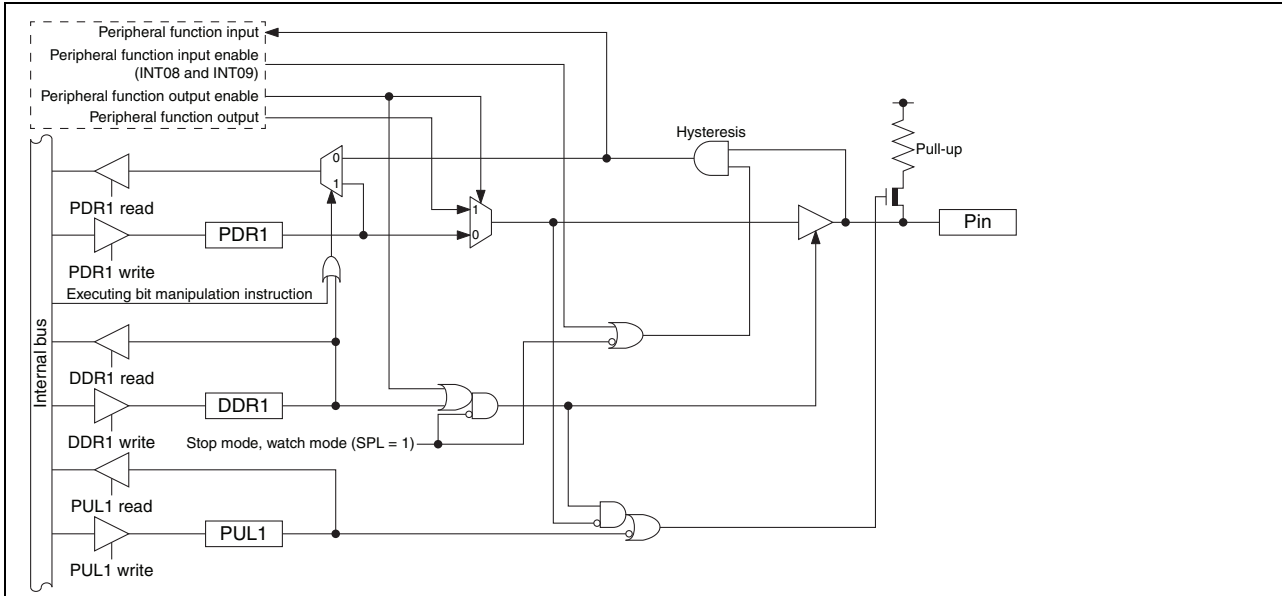 Peripheral function input
Peripheral function input enable
(INT08 and INT09)
Peripheral function output enable
Peripheral function output
Hysteresis
Pull-up
0
1
PDR1 read
1
Pin
PDR1
0
PDR1 write
Executing bit manipulation instruction
Internal bus
DDR1 read
DDR1
DDR1 write
Stop mode, watch mode (SPL = 1)
PUL1 read
PUL1
PUL1 write